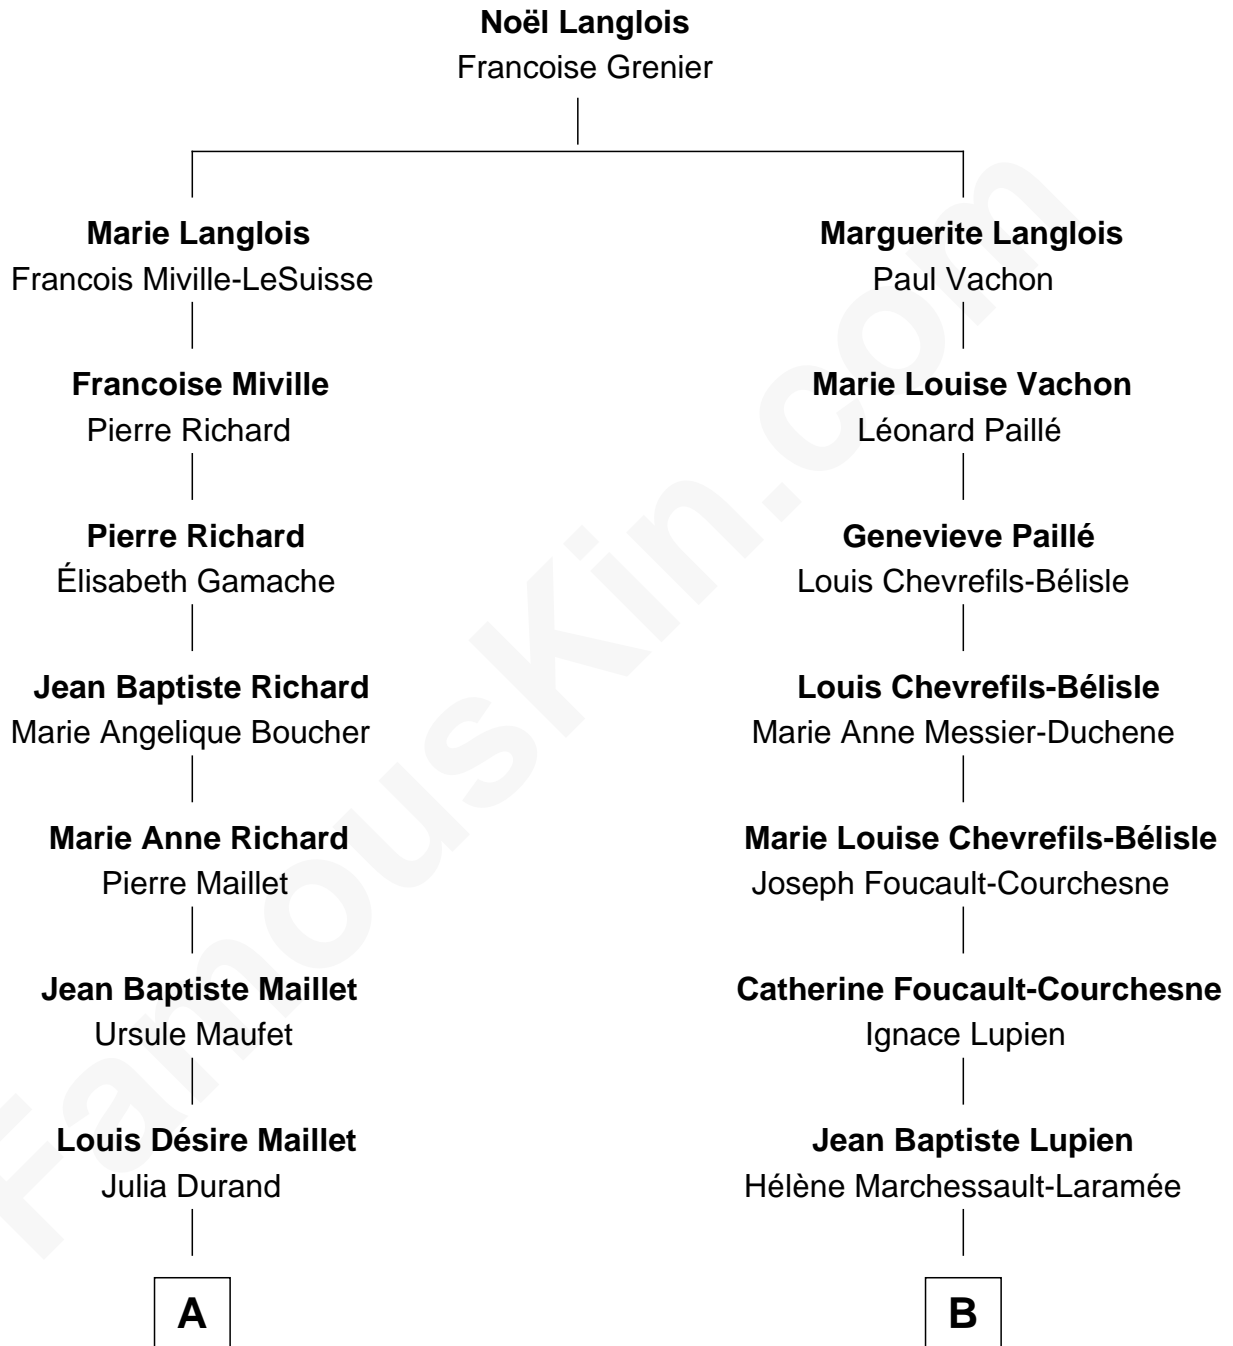 Noël Langlois
Francoise Grenier
Marie Langlois
Francois Miville-LeSuisse
Marguerite Langlois
Paul Vachon
Francoise Miville
Pierre Richard
Marie Louise Vachon
Léonard Paillé
Pierre Richard
Élisabeth Gamache
Genevieve Paillé
Louis Chevrefils-Bélisle
Jean Baptiste Richard
Marie Angelique Boucher
Louis Chevrefils-Bélisle
Marie Anne Messier-Duchene
Marie Anne Richard
Pierre Maillet
Marie Louise Chevrefils-Bélisle
Joseph Foucault-Courchesne
Jean Baptiste Maillet
Ursule Maufet
Catherine Foucault-Courchesne
Ignace Lupien
Louis Désire Maillet
Julia Durand
Jean Baptiste Lupien
Hélène Marchessault-Laramée
A
B
FamousKin.com